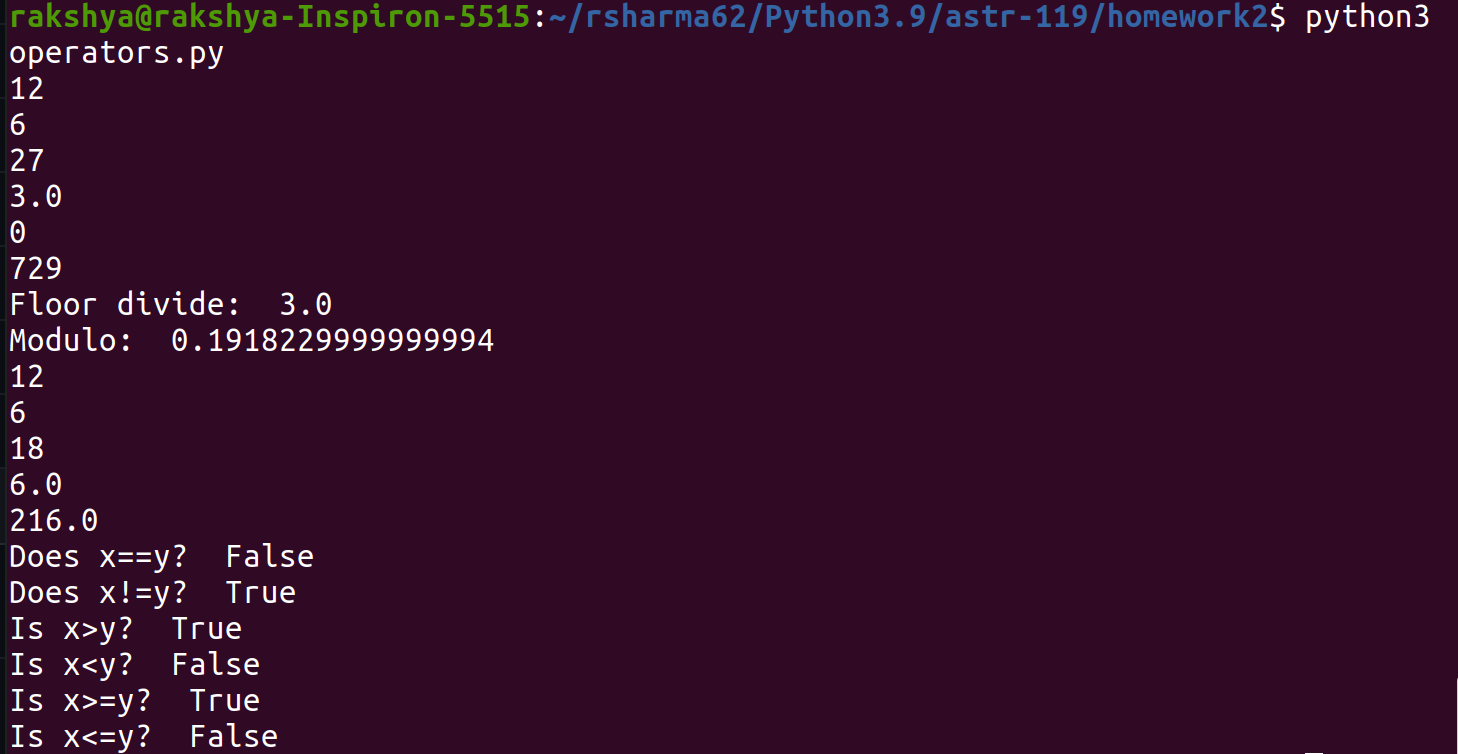 rakshya@rakshya-Inspiron-5515:~/rsharma62/Python3.9/astr-119/homework2$ python3
operators.py
12
6
27
3.0
0
729
Floor divide:  3.0
Modulo:  0.1918229999999994
12
6
18
6.0
216.0
Does x==y?  False
Does x!=y?  True
Is x>y?  True
Is x<y?  False
Is x>=y?  True
Is x<=y?  False